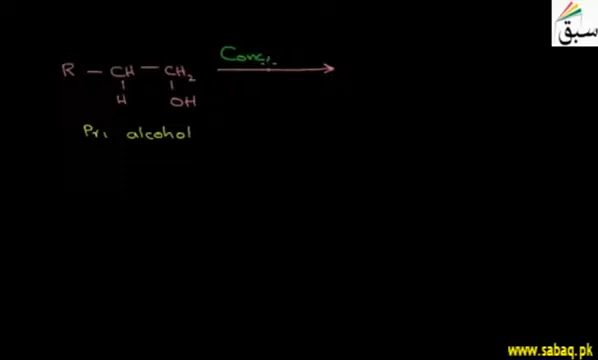 سبق
R — CH — CH2 Conc.
H OH
Pr. alcohol
www.sabaq.pk